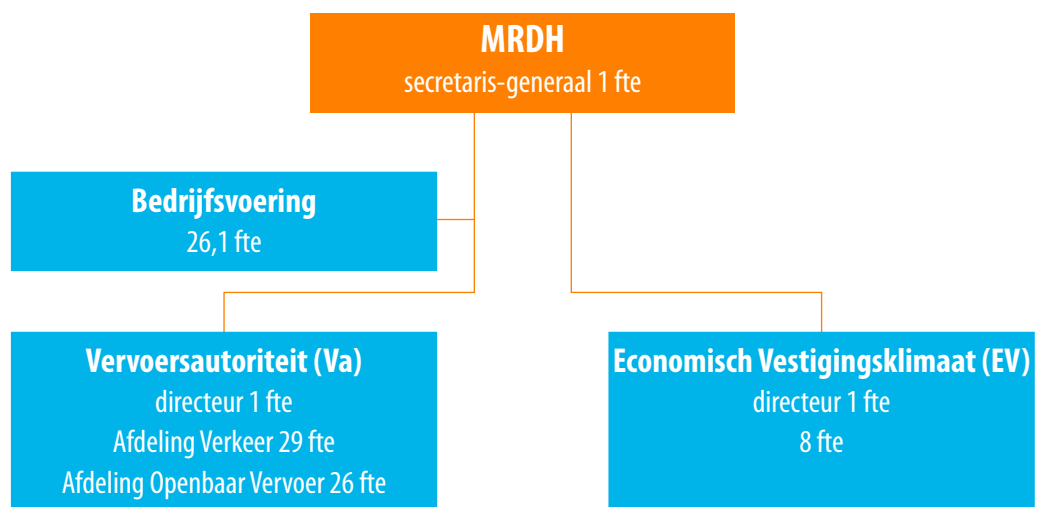 MRDH
secretaris-generaal 1 fte
Bedrijfsvoering
26,1 fte
Vervoersautoriteit (Va)
directeur 1 fte
Afdeling Verkeer 29 fte
Afdeling Openbaar Vervoer 26 fte
Economisch Vestigingsklimaat (EV)
directeur 1 fte
8 fte